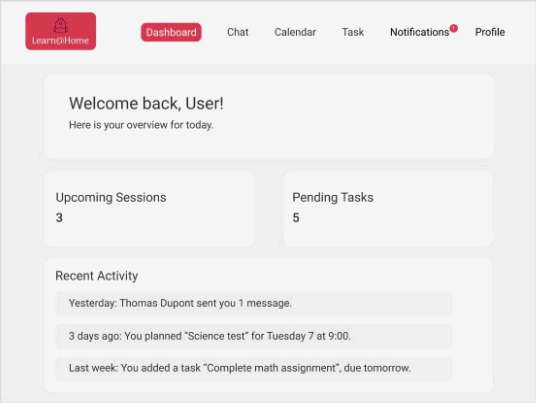 Learn@Home
Dashboard
Chat
Calendar
Task
Notifications
1
Profile
Welcome back, User!
Here is your overview for today.
Upcoming Sessions
3
Pending Tasks
5
Recent Activity
Yesterday: Thomas Dupont sent you 1 message.
3 days ago: You planned “Science test” for Tuesday 7 at 9:00.
Last week: You added a task “Complete math assignment”, due tomorrow.